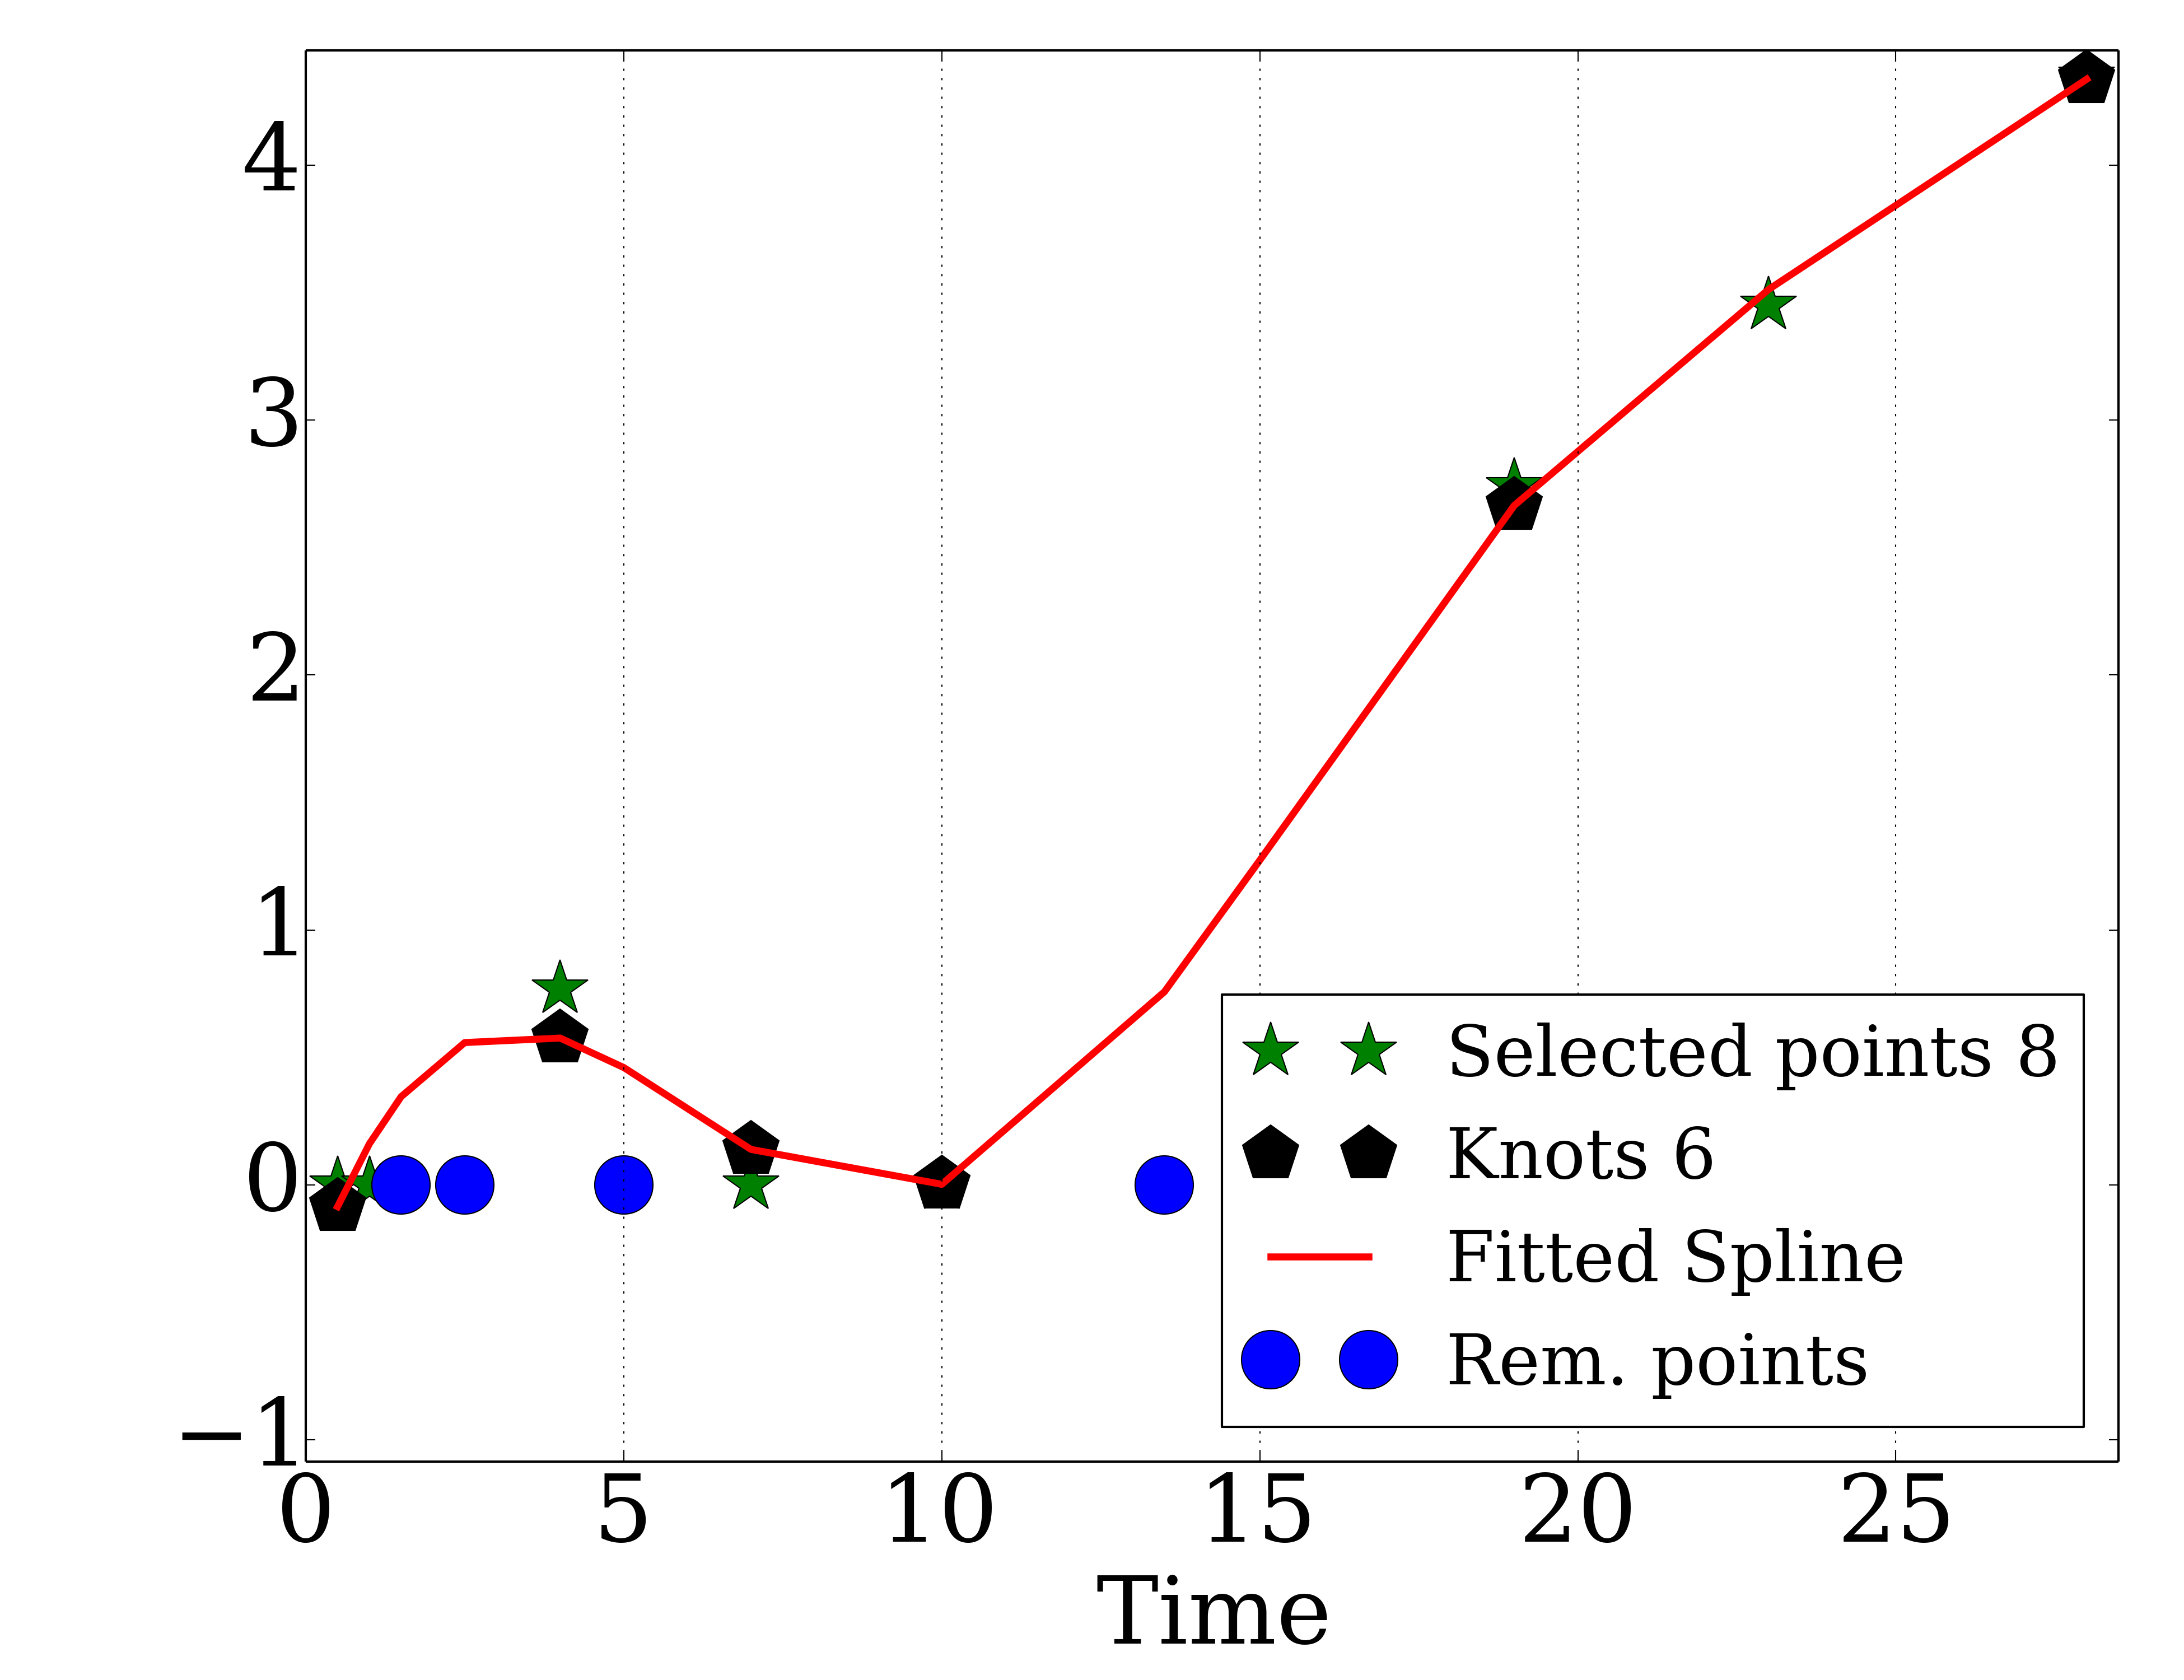 4
3
2
1
0
−1
Selected points 8
Knots 6
Fitted Spline
Rem. points
0 5 10 15 20 25
Time